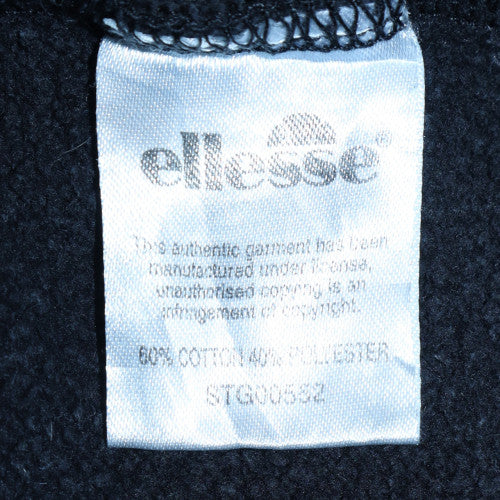 ellesse®
This authentic garment has been
manufactured under license,
unauthorised copying is an
infringement of copyright.
60% COTTON 40% POLYESTER
STG00552